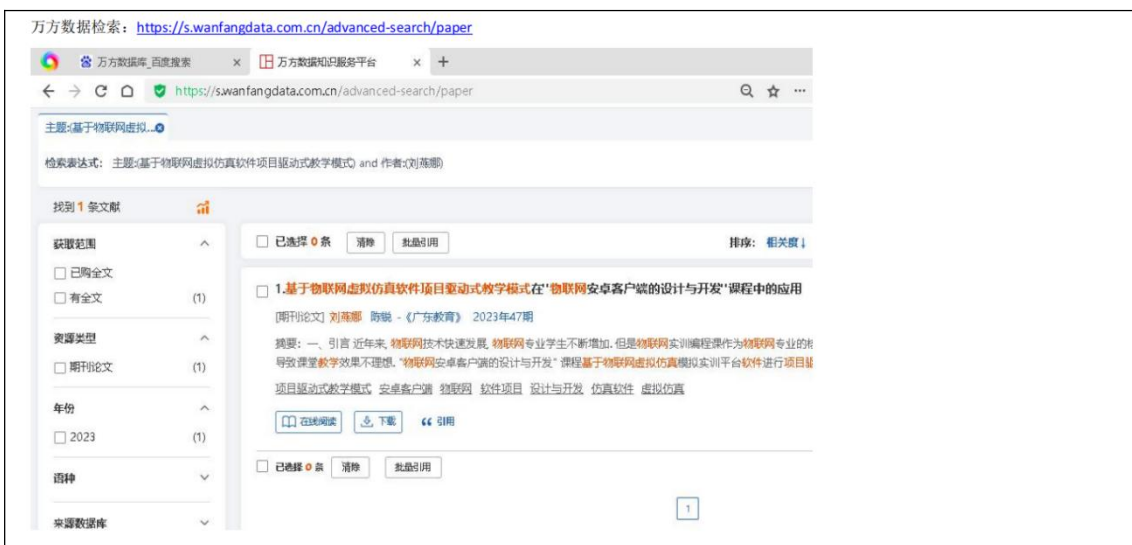 万方数据检索：https://s.wanfangdata.com.cn/advanced-search/paper
万方数据库_百度搜索 × 万方数据知识服务平台 × +
https://s.wanfangdata.com.cn/advanced-search/paper
主题:(基于物联网虚拟...
检索表达式： 主题:(基于物联网虚拟仿真软件项目驱动式教学模式) and 作者:(刘燕娜)
找到 1 条文献
获取范围
已购全文
有全文 (1)
资源类型
期刊论文 (1)
年份
2023 (1)
语种
来源数据库
已选择 0 条 清除 批量引用 排序： 相关度↓
1.基于物联网虚拟仿真软件项目驱动式教学模式在"物联网安卓客户端的设计与开发"课程中的应用
[期刊论文] 刘燕娜 陈锐 - 《广东教育》 2023年47期
摘要：一、引言 近年来, 物联网技术快速发展, 物联网专业学生不断增加. 但是物联网实训编程课作为物联网专业的
导致课堂教学效果不理想. "物联网安卓客户端的设计与开发" 课程基于物联网虚拟仿真模拟实训平台软件进行项目
项目驱动式教学模式 安卓客户端 物联网 软件项目 设计与开发 仿真软件 虚拟仿真
在线阅读 下载 引用
已选择 0 条 清除 批量引用
1